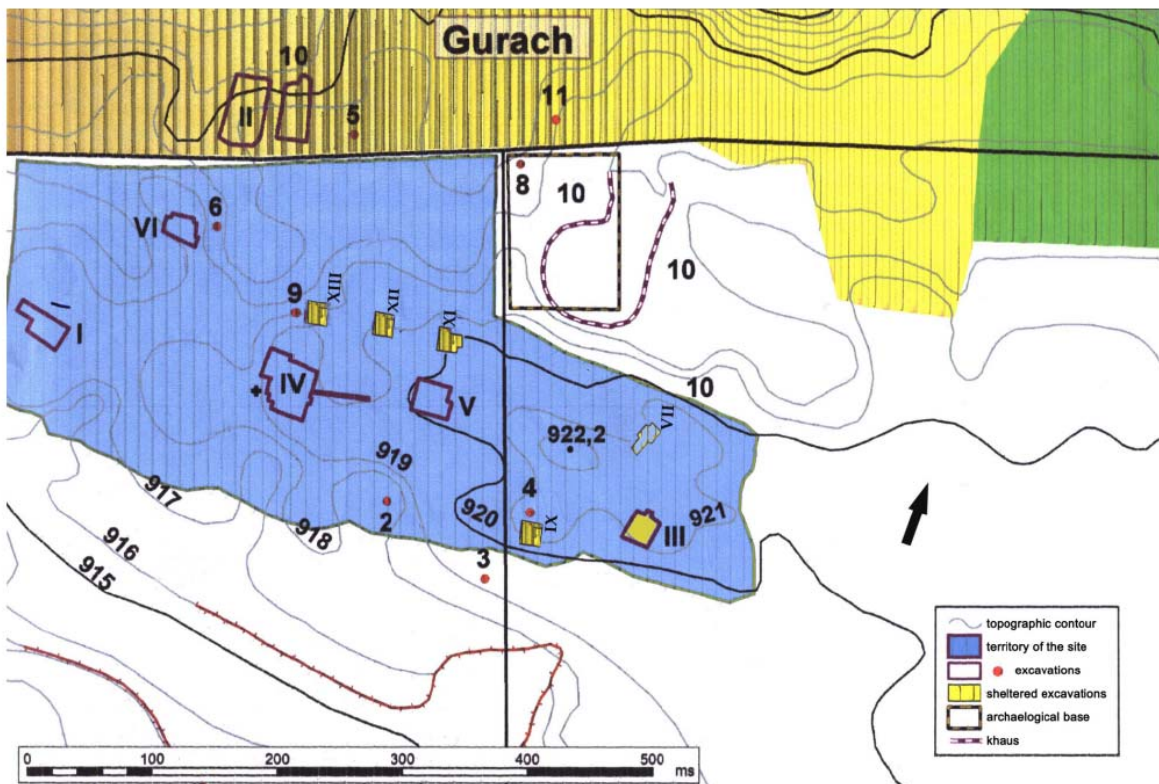 Gurach
10
II
5
11
8
10
VI
6
10
9
XIII
XII
XI
I
IV
V
10
VII
922,2
919
917
2
920
4
IX
III
921
918
916
3
915
topographic contour
territory of the site
excavations
sheltered excavations
archaelogical base
khaus
0 100 200 300 400 500
ms